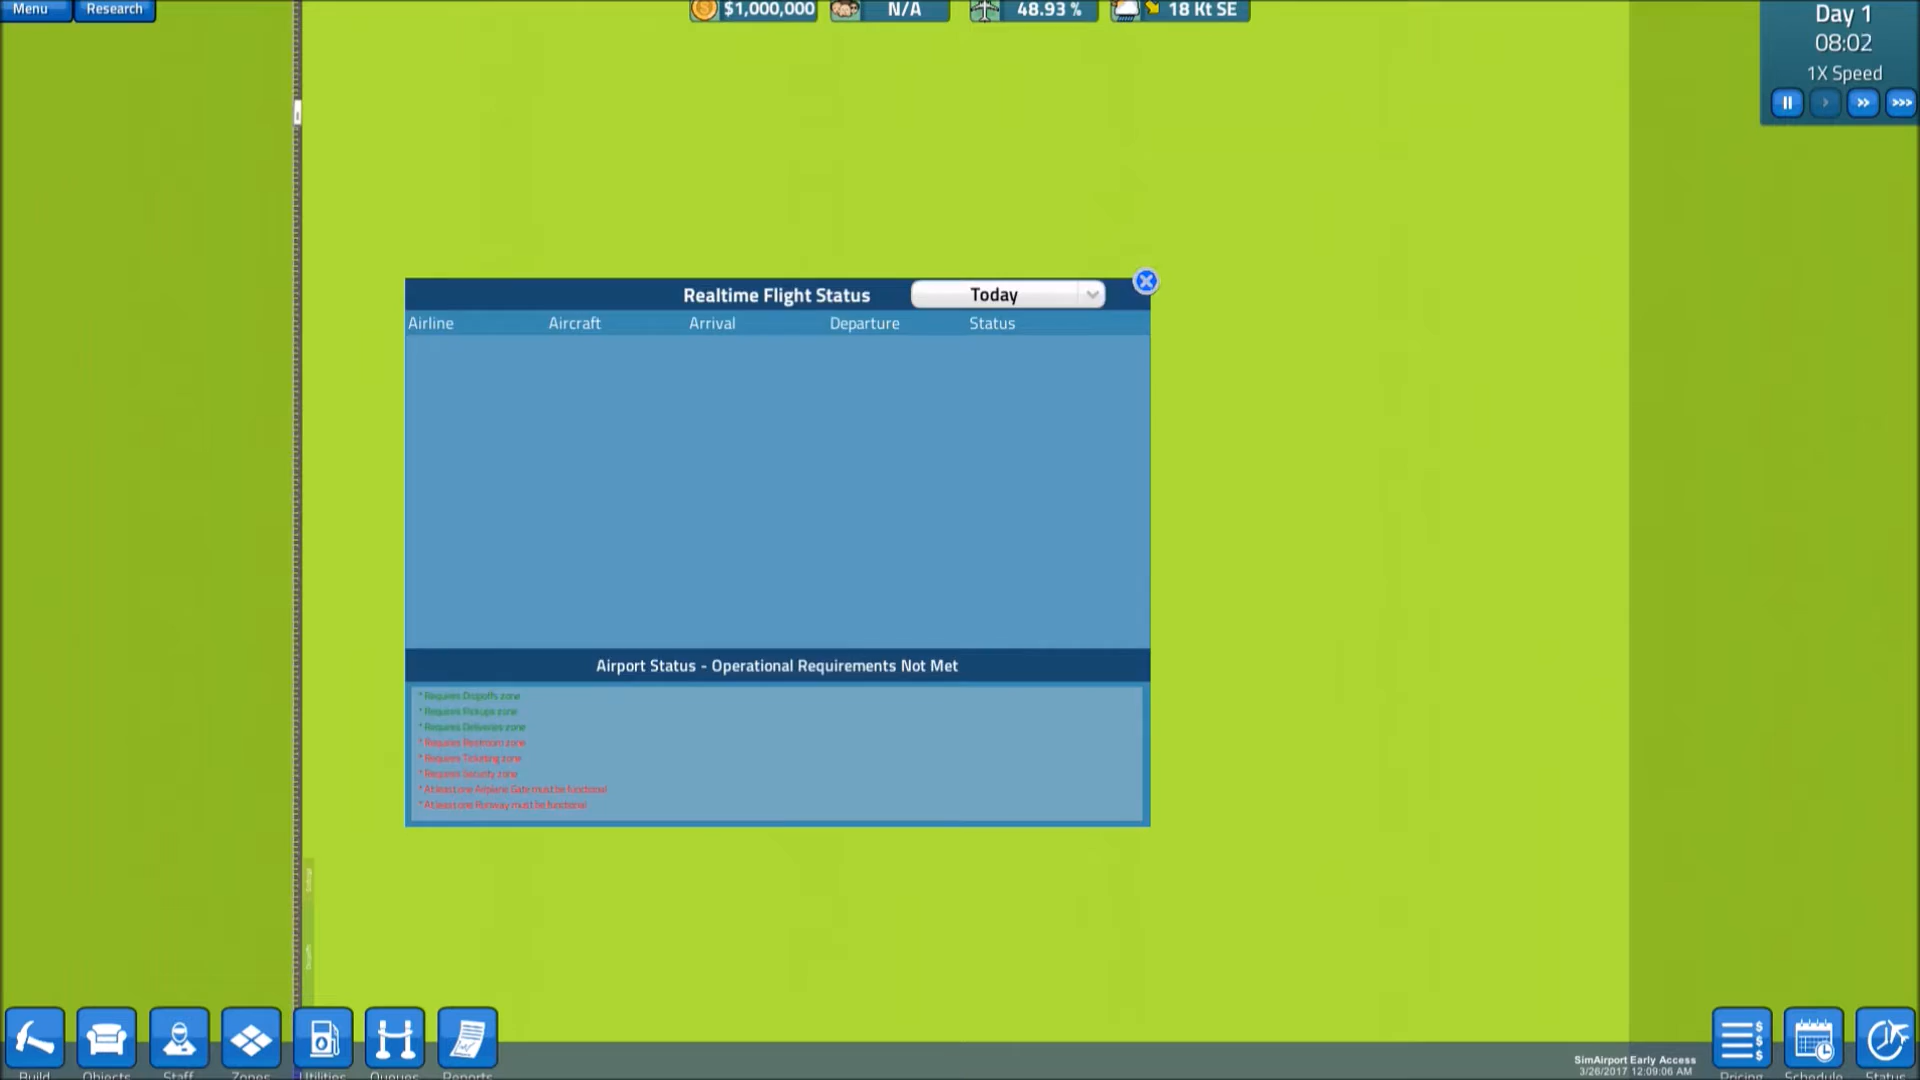 Menu
Research
$1,000,000
N/A
48.93 %
18 Kt SE
Day 1
08:02
1X Speed
Realtime Flight Status
Today
Airline
Aircraft
Arrival
Departure
Status
Airport Status - Operational Requirements Not Met
* Requires Dropoffs zone
* Requires Pickups zone
* Requires Deliveries zone
* Requires Restroom zone
* Requires Ticketing zone
* Requires Security zone
* At least one Airplane Gate must be functional
* At least one Runway must be functional
Build
Objects
Staff
Zones
Utilities
Queues
Reports
SimAirport Early Access
3/26/2017 12:09:06 AM
Pricing
Schedule
Status